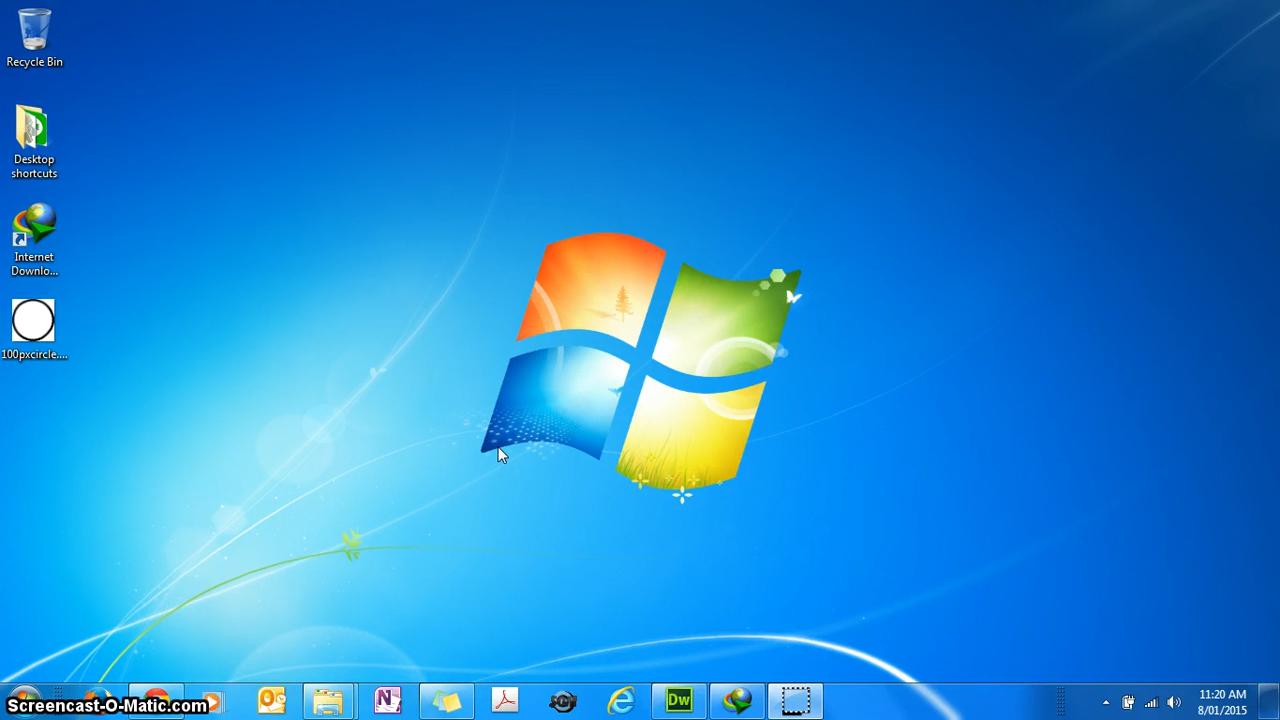 Recycle Bin
Desktop
shortcuts
Internet
Downlo...
100pxcircle....
Dw
11:20 AM
8/01/2015
Screencast-O-Matic.com